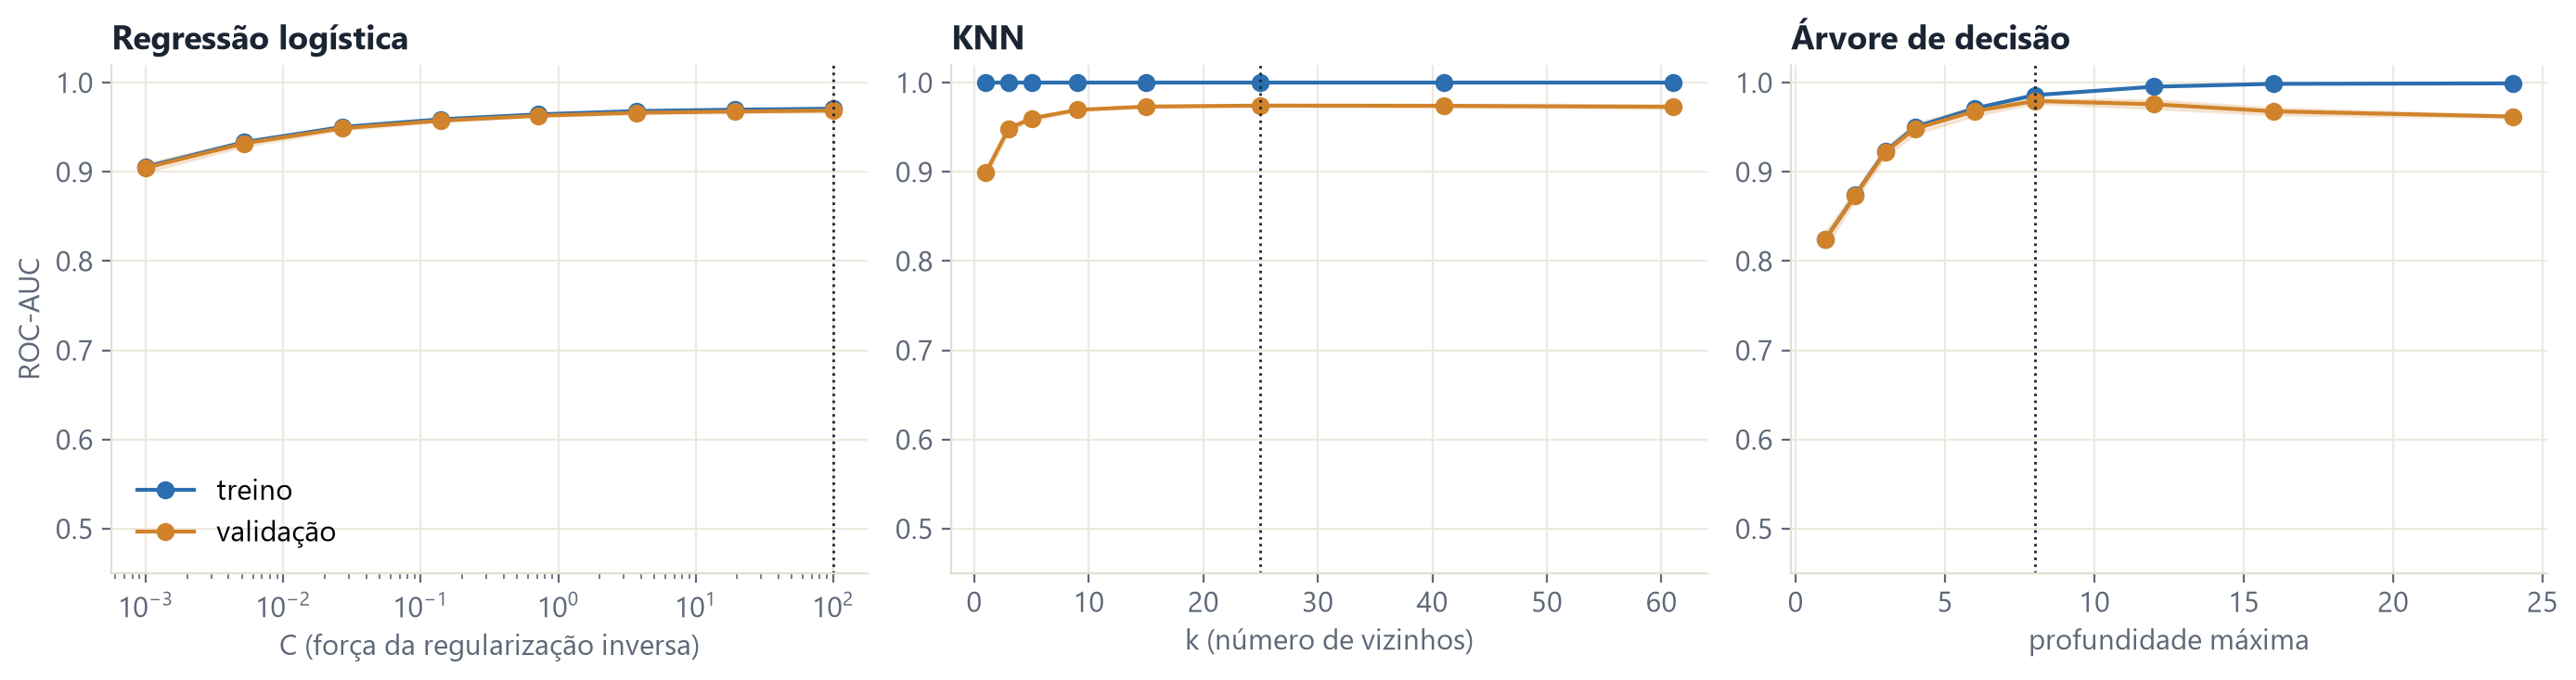 Regressão logística
ROC-AUC
1.0
0.9
0.8
0.7
0.6
0.5
treino
validação
10⁻³ 10⁻² 10⁻¹ 10⁰ 10¹ 10²
C (força da regularização inversa)
KNN
1.0
0.9
0.8
0.7
0.6
0.5
0 10 20 30 40 50 60
k (número de vizinhos)
Árvore de decisão
1.0
0.9
0.8
0.7
0.6
0.5
0 5 10 15 20 25
profundidade máxima